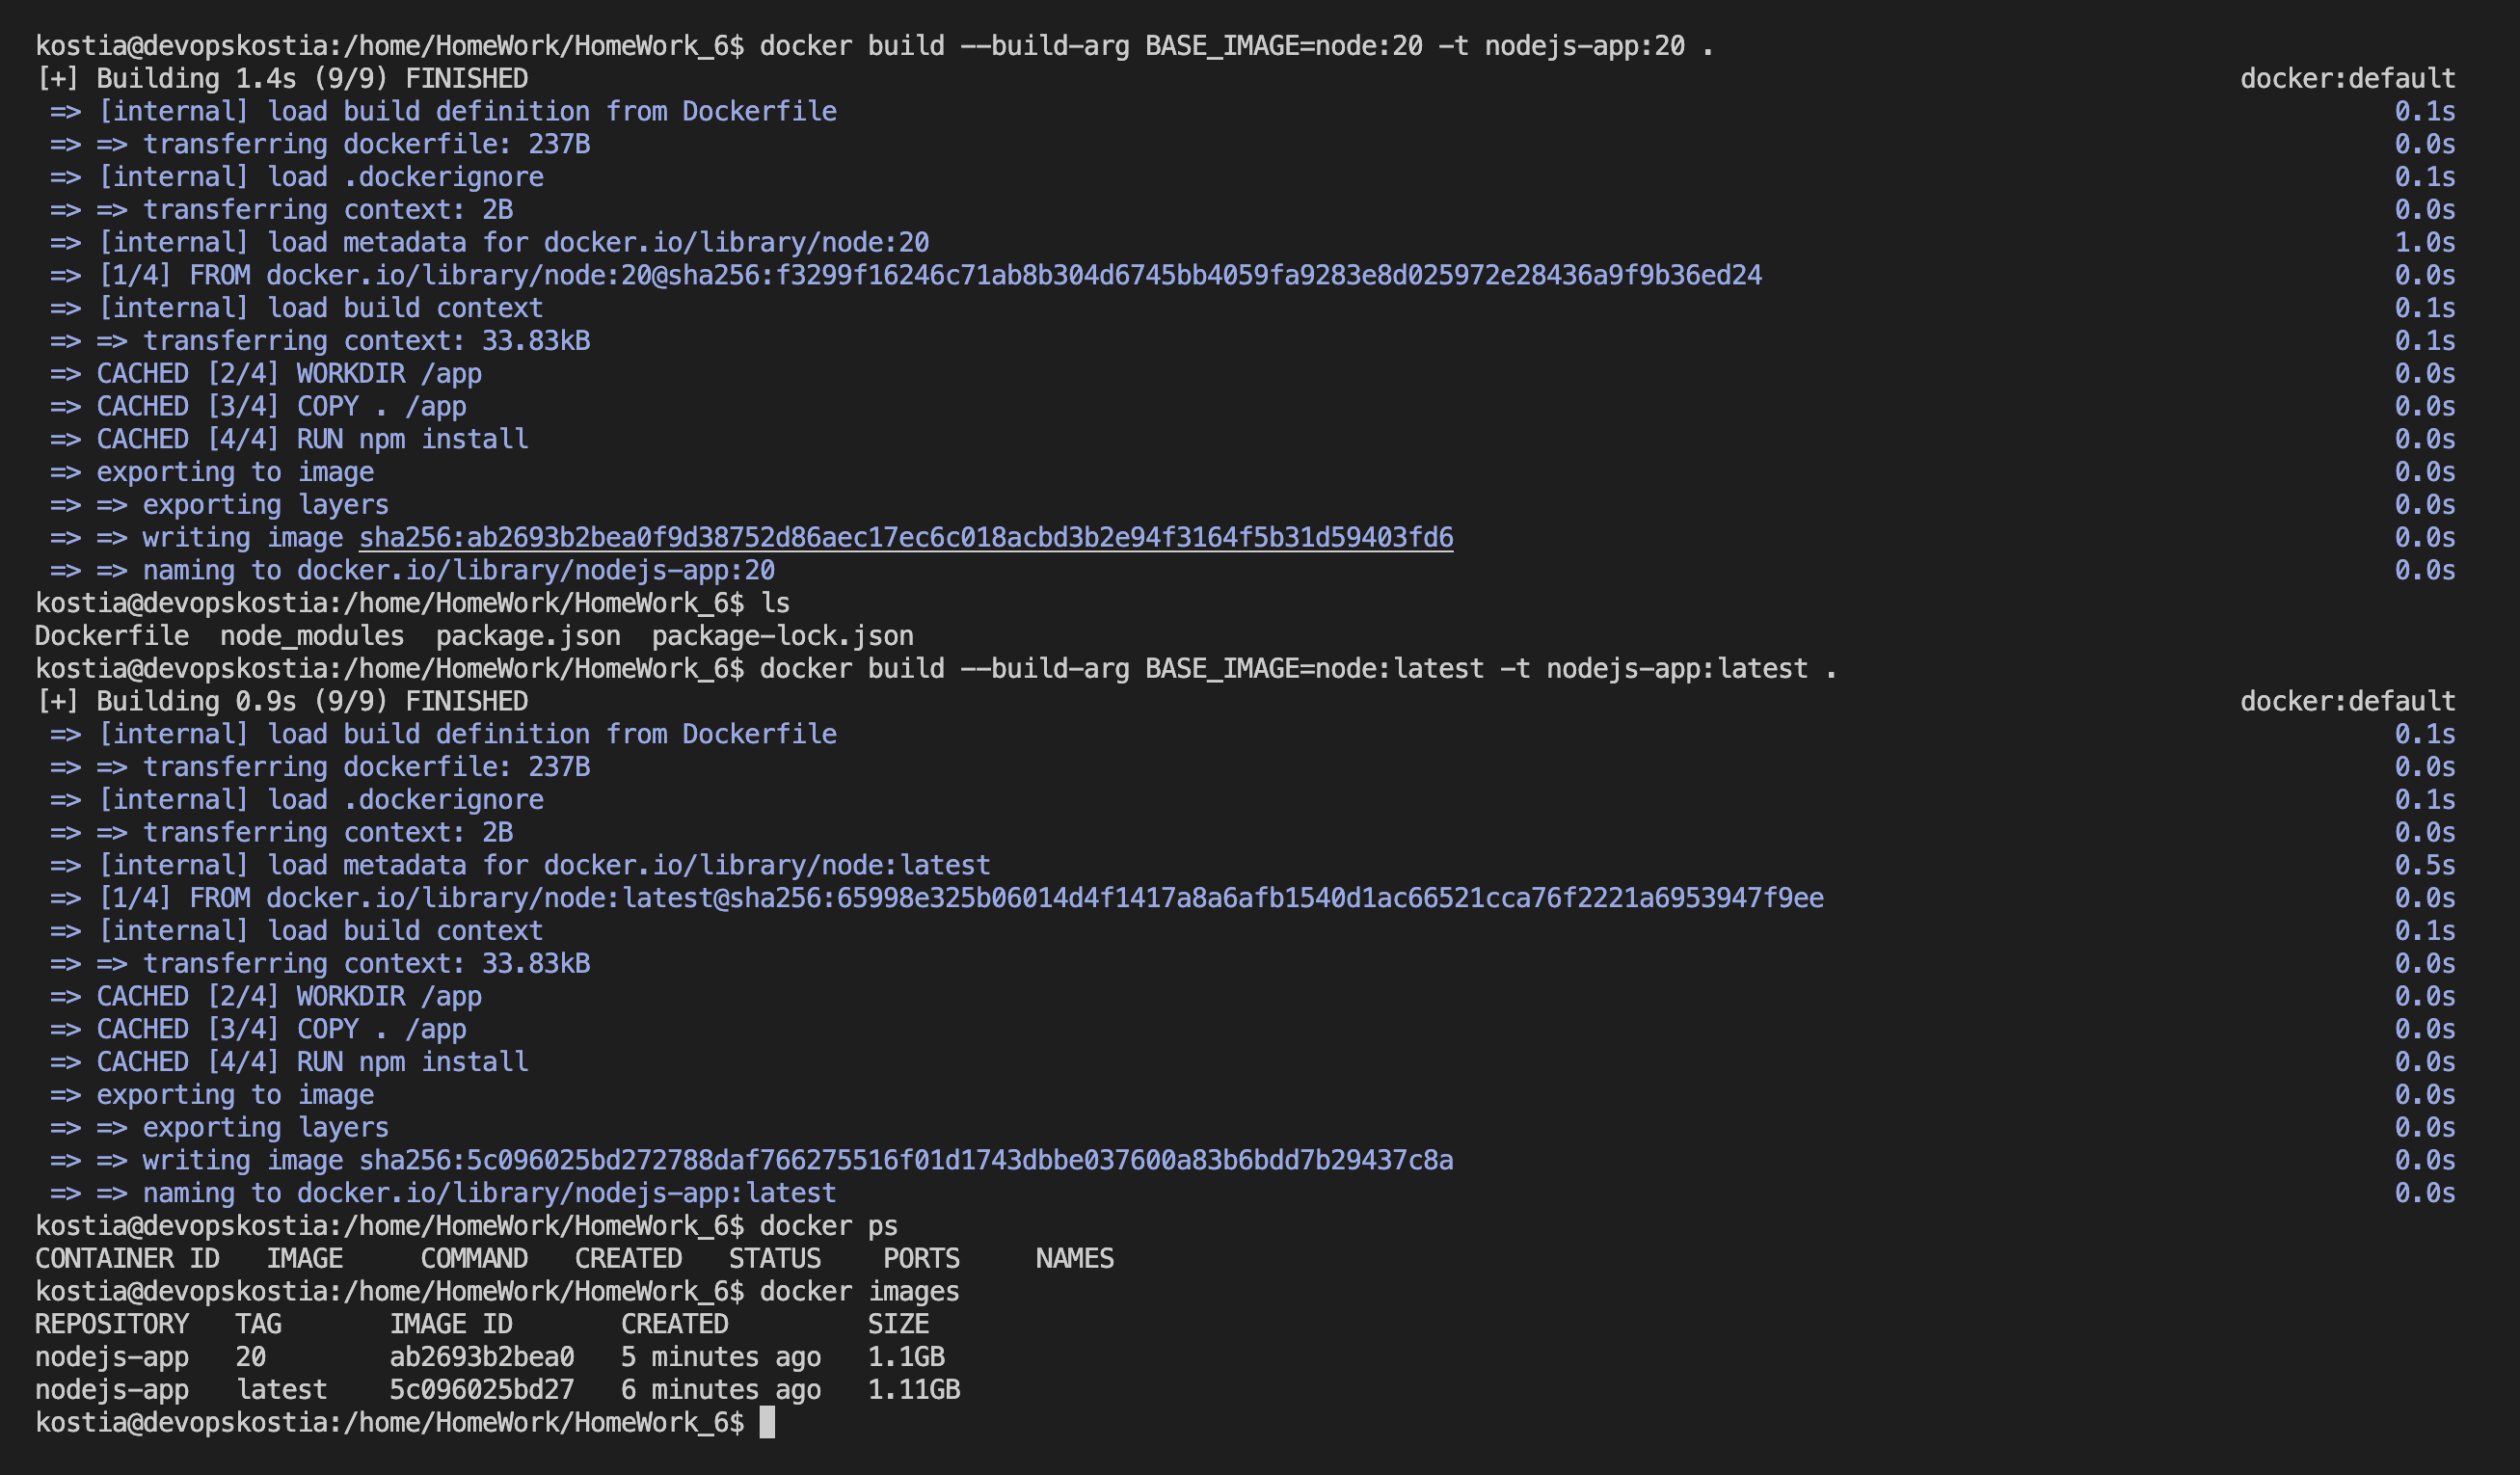 kostia@devopskostia:/home/HomeWork/HomeWork_6$ docker build --build-arg BASE_IMAGE=node:20 -t nodejs-app:20 .
[+] Building 1.4s (9/9) FINISHED docker:default
=> [internal] load build definition from Dockerfile 0.1s
=> => transferring dockerfile: 237B 0.0s
=> [internal] load .dockerignore 0.1s
=> => transferring context: 2B 0.0s
=> [internal] load metadata for docker.io/library/node:20 1.0s
=> [1/4] FROM docker.io/library/node:20@sha256:f3299f16246c71ab8b304d6745bb4059fa9283e8d025972e28436a9f9b36ed24 0.0s
=> [internal] load build context 0.1s
=> => transferring context: 33.83kB 0.1s
=> CACHED [2/4] WORKDIR /app 0.0s
=> CACHED [3/4] COPY . /app 0.0s
=> CACHED [4/4] RUN npm install 0.0s
=> exporting to image 0.0s
=> => exporting layers 0.0s
=> => writing image sha256:ab2693b2bea0f9d38752d86aec17ec6c018acbd3b2e94f3164f5b31d59403fd6 0.0s
=> => naming to docker.io/library/nodejs-app:20 0.0s
kostia@devopskostia:/home/HomeWork/HomeWork_6$ ls
Dockerfile node_modules package.json package-lock.json
kostia@devopskostia:/home/HomeWork/HomeWork_6$ docker build --build-arg BASE_IMAGE=node:latest -t nodejs-app:latest .
[+] Building 0.9s (9/9) FINISHED docker:default
=> [internal] load build definition from Dockerfile 0.1s
=> => transferring dockerfile: 237B 0.0s
=> [internal] load .dockerignore 0.1s
=> => transferring context: 2B 0.0s
=> [internal] load metadata for docker.io/library/node:latest 0.5s
=> [1/4] FROM docker.io/library/node:latest@sha256:65998e325b06014d4f1417a8a6afb1540d1ac66521cca76f2221a6953947f9ee 0.0s
=> [internal] load build context 0.1s
=> => transferring context: 33.83kB 0.0s
=> CACHED [2/4] WORKDIR /app 0.0s
=> CACHED [3/4] COPY . /app 0.0s
=> CACHED [4/4] RUN npm install 0.0s
=> exporting to image 0.0s
=> => exporting layers 0.0s
=> => writing image sha256:5c096025bd272788daf766275516f01d1743dbbe037600a83b6bdd7b29437c8a 0.0s
=> => naming to docker.io/library/nodejs-app:latest 0.0s
kostia@devopskostia:/home/HomeWork/HomeWork_6$ docker ps
CONTAINER ID IMAGE COMMAND CREATED STATUS PORTS NAMES
kostia@devopskostia:/home/HomeWork/HomeWork_6$ docker images
REPOSITORY TAG IMAGE ID CREATED SIZE
nodejs-app 20 ab2693b2bea0 5 minutes ago 1.1GB
nodejs-app latest 5c096025bd27 6 minutes ago 1.11GB
kostia@devopskostia:/home/HomeWork/HomeWork_6$